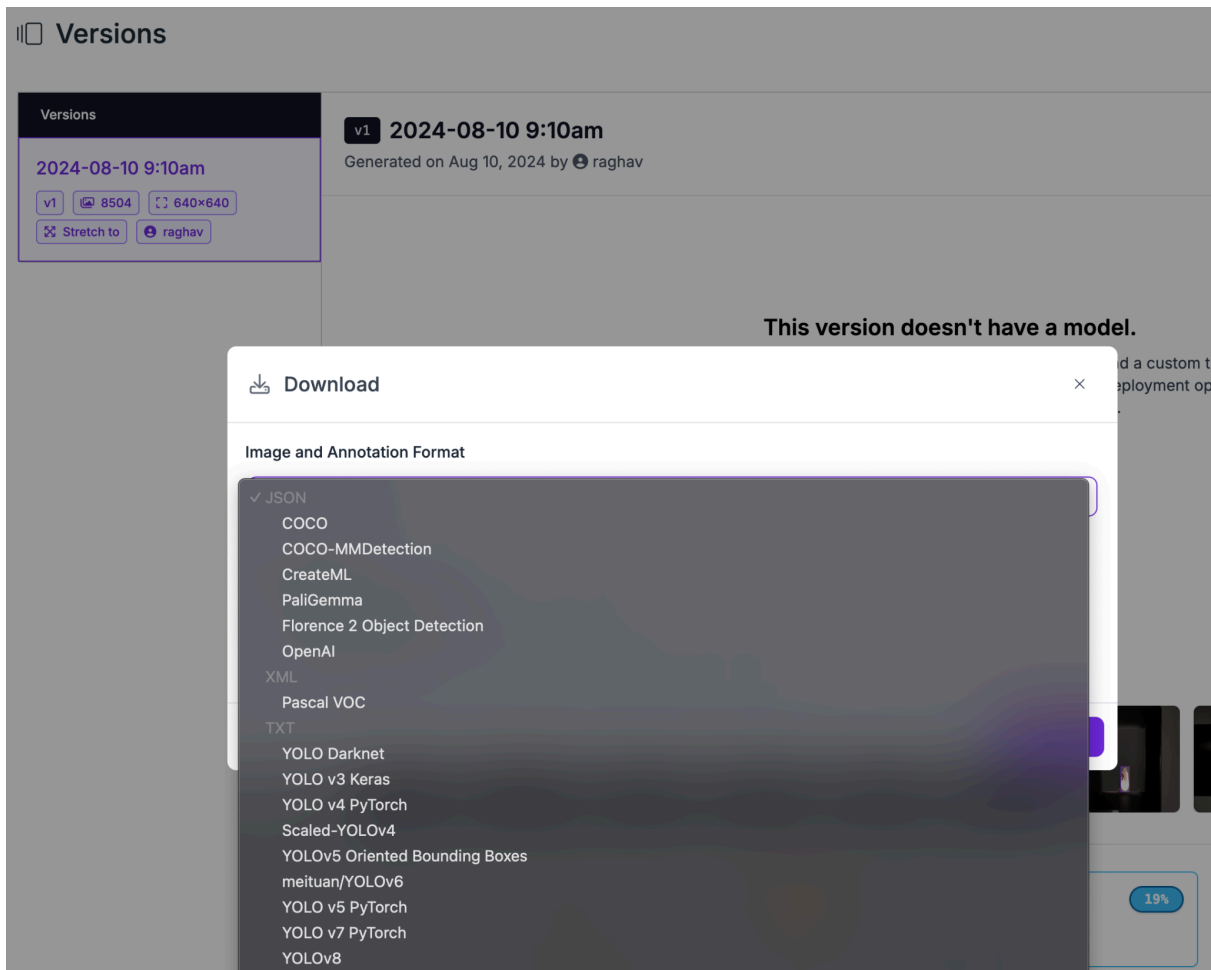 Versions
Versions
2024-08-10 9:10am
v1 8504 640×640
Stretch to raghav
v1 2024-08-10 9:10am
Generated on Aug 10, 2024 by raghav
This version doesn't have a model.
d a custom t
eployment op
Download
Image and Annotation Format
✓ JSON
COCO
COCO-MMDetection
CreateML
PaliGemma
Florence 2 Object Detection
OpenAI
XML
Pascal VOC
TXT
YOLO Darknet
YOLO v3 Keras
YOLO v4 PyTorch
Scaled-YOLOv4
YOLOv5 Oriented Bounding Boxes
meituan/YOLOv6
YOLO v5 PyTorch
YOLO v7 PyTorch
YOLOv8
19%